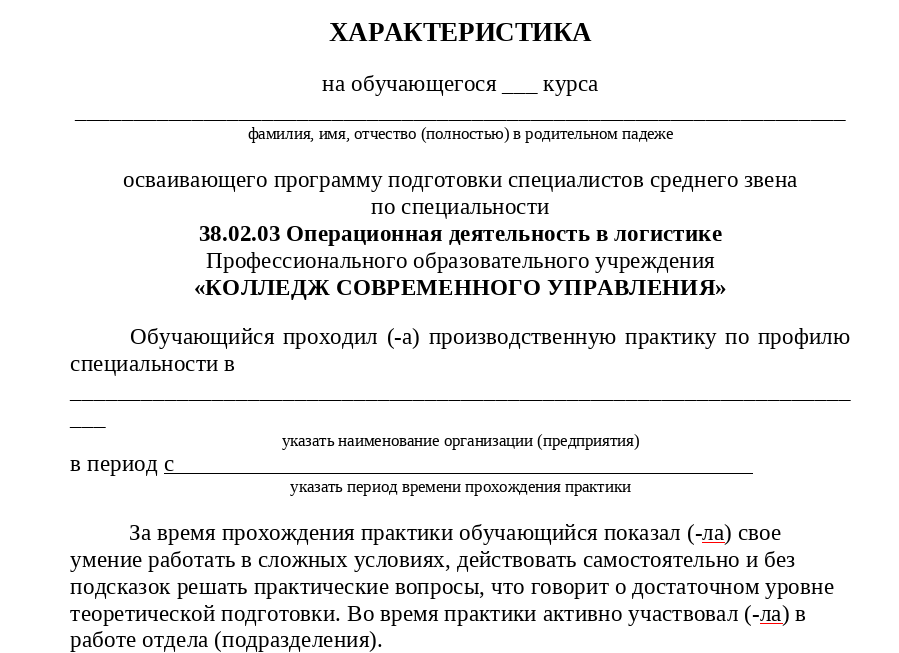 ХАРАКТЕРИСТИКА
на обучающегося ___ курса
___________________________________________________________________
фамилия, имя, отчество (полностью) в родительном падеже
осваивающего программу подготовки специалистов среднего звена
по специальности
38.02.03 Операционная деятельность в логистике
Профессионального образовательного учреждения
«КОЛЛЕДЖ СОВРЕМЕННОГО УПРАВЛЕНИЯ»
Обучающийся проходил (-а) производственную практику по профилю
специальности в
____________________________________________________________________
___
указать наименование организации (предприятия)
в период с__________________________________________________
указать период времени прохождения практики
За время прохождения практики обучающийся показал (-ла) свое
умение работать в сложных условиях, действовать самостоятельно и без
подсказок решать практические вопросы, что говорит о достаточном уровне
теоретической подготовки. Во время практики активно участвовал (-ла) в
работе отдела (подразделения).